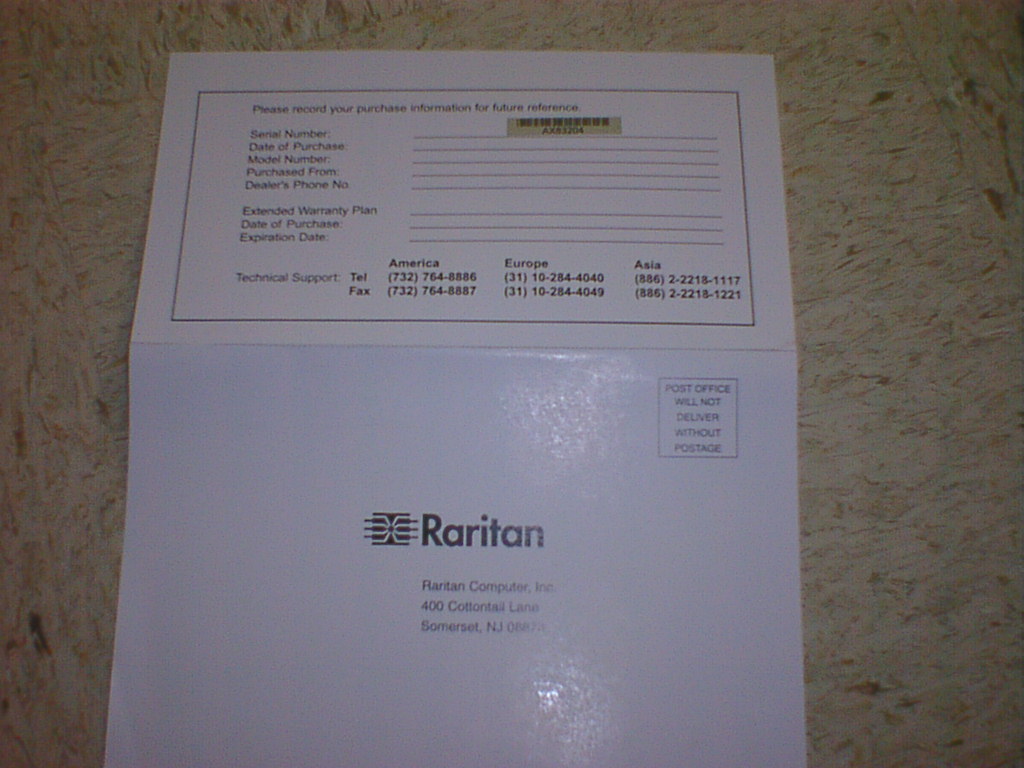 Please record your purchase information for future reference.
Serial Number: AX83204
Date of Purchase:
Model Number:
Purchased From:
Dealer's Phone No.
Extended Warranty Plan
Date of Purchase:
Expiration Date:
America Europe Asia
Technical Support: Tel (732) 764-8886 (31) 10-284-4040 (886) 2-2218-1117
Fax (732) 764-8887 (31) 10-284-4049 (886) 2-2218-1221
POST OFFICE
WILL NOT
DELIVER
WITHOUT
POSTAGE
Raritan
Raritan Computer, Inc.
400 Cottontail Lane
Somerset, NJ